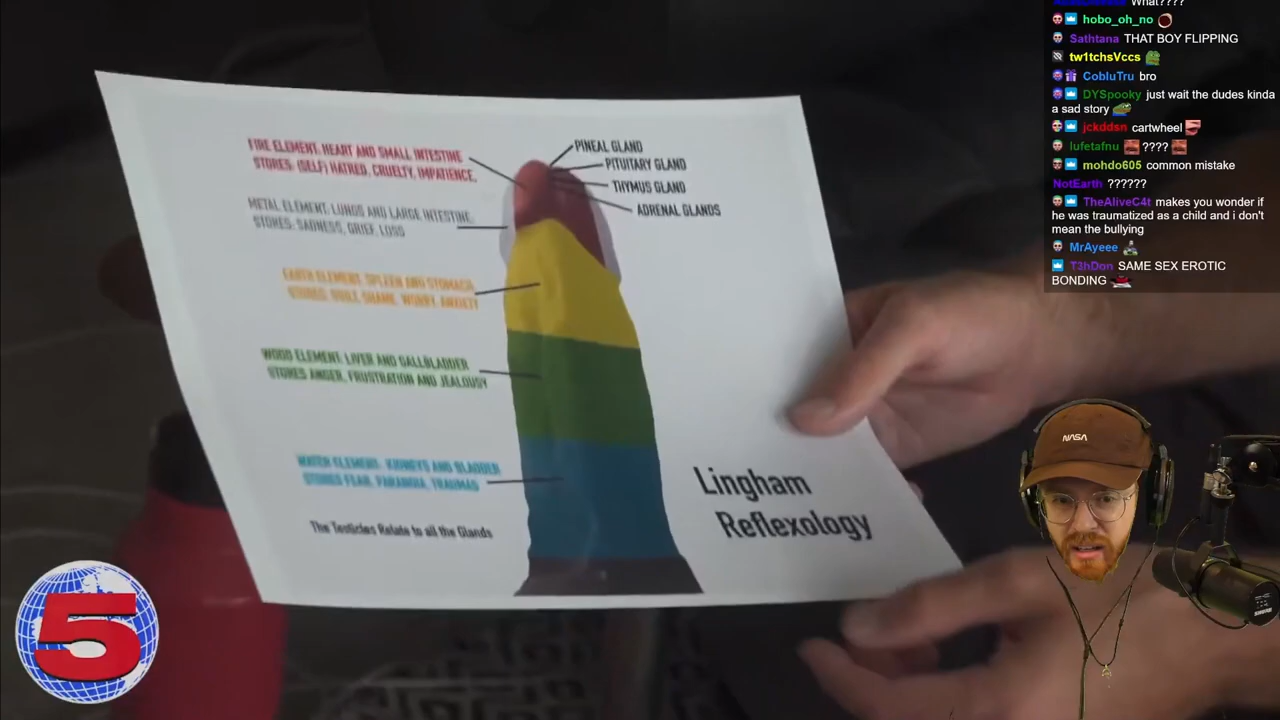 What????
hobo_oh_no
Sathtana THAT BOY FLIPPING
tw1tchsVccs
CobluTru bro
DYSpooky just wait the dudes kinda
a sad story
jckddsn cartwheel
lufetafnu ????
mohdo605 common mistake
NotEarth ??????
TheAliveC4t makes you wonder if
he was traumatized as a child and i don't
mean the bullying
MrAyeee
T3hDon SAME SEX EROTIC
BONDING
FIRE ELEMENT: HEART AND SMALL INTESTINE
STORES: (SELF) HATRED, CRUELTY, IMPATIENCE,
METAL ELEMENT: LUNGS AND LARGE INTESTINE
STORES: SADNESS, GRIEF, LOSS
EARTH ELEMENT: SPLEEN AND STOMACH
STORES: GUILT, SHAME, WORRY, ANXIETY
WOOD ELEMENT: LIVER AND GALLBLADDER
STORES ANGER, FRUSTRATION AND JEALOUSY
WATER ELEMENT: KIDNEYS AND BLADDER
STORES FEAR, PARANOIA, TRAUMAS
The Testicles Relate to all the Glands
PINEAL GLAND
PITUITARY GLAND
THYMUS GLAND
ADRENAL GLANDS
Lingham
Reflexology
5
NASA